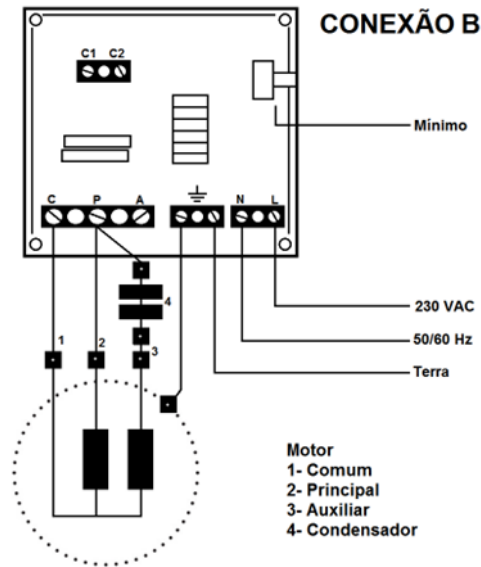 CONEXÃO B
C1 C2
Mínimo
C P A
N L
230 VAC
50/60 Hz
Terra
4
1
2
3
Motor
1- Comum
2- Principal
3- Auxiliar
4- Condensador